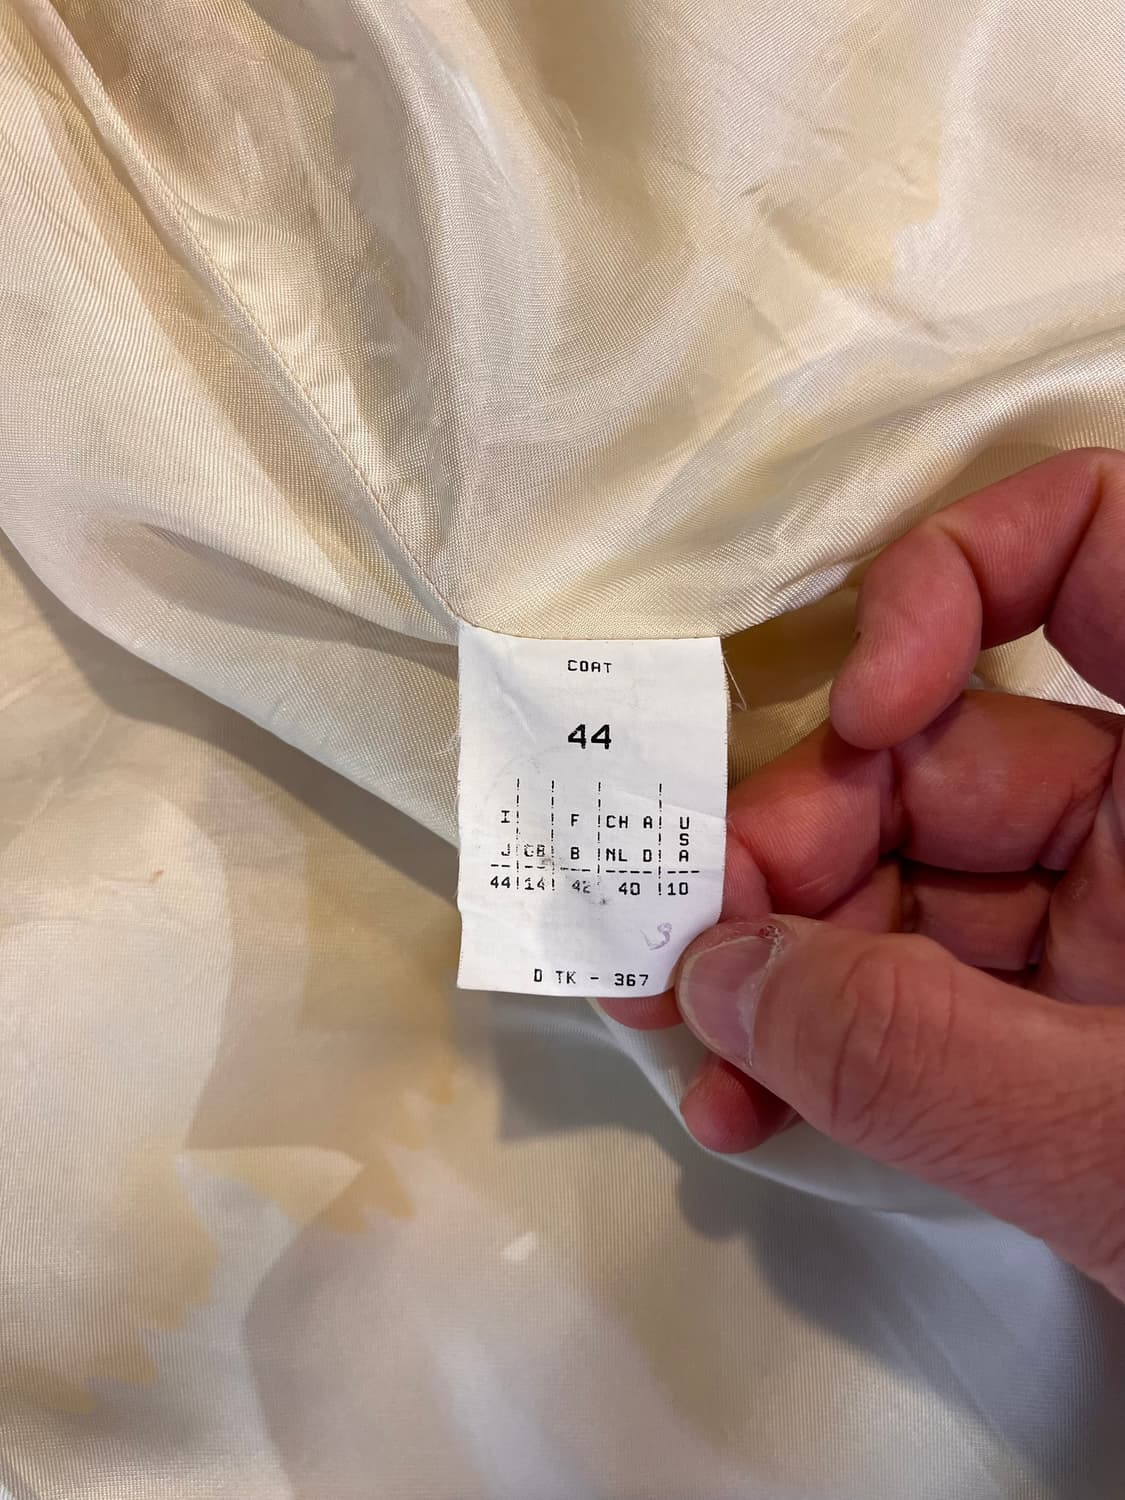 COAT
44
I ! ! F ! CH A ! U
S
J ! GB ! B ! NL D ! A
44 ! 14 ! 42 ! 40 ! 10
D TK - 367